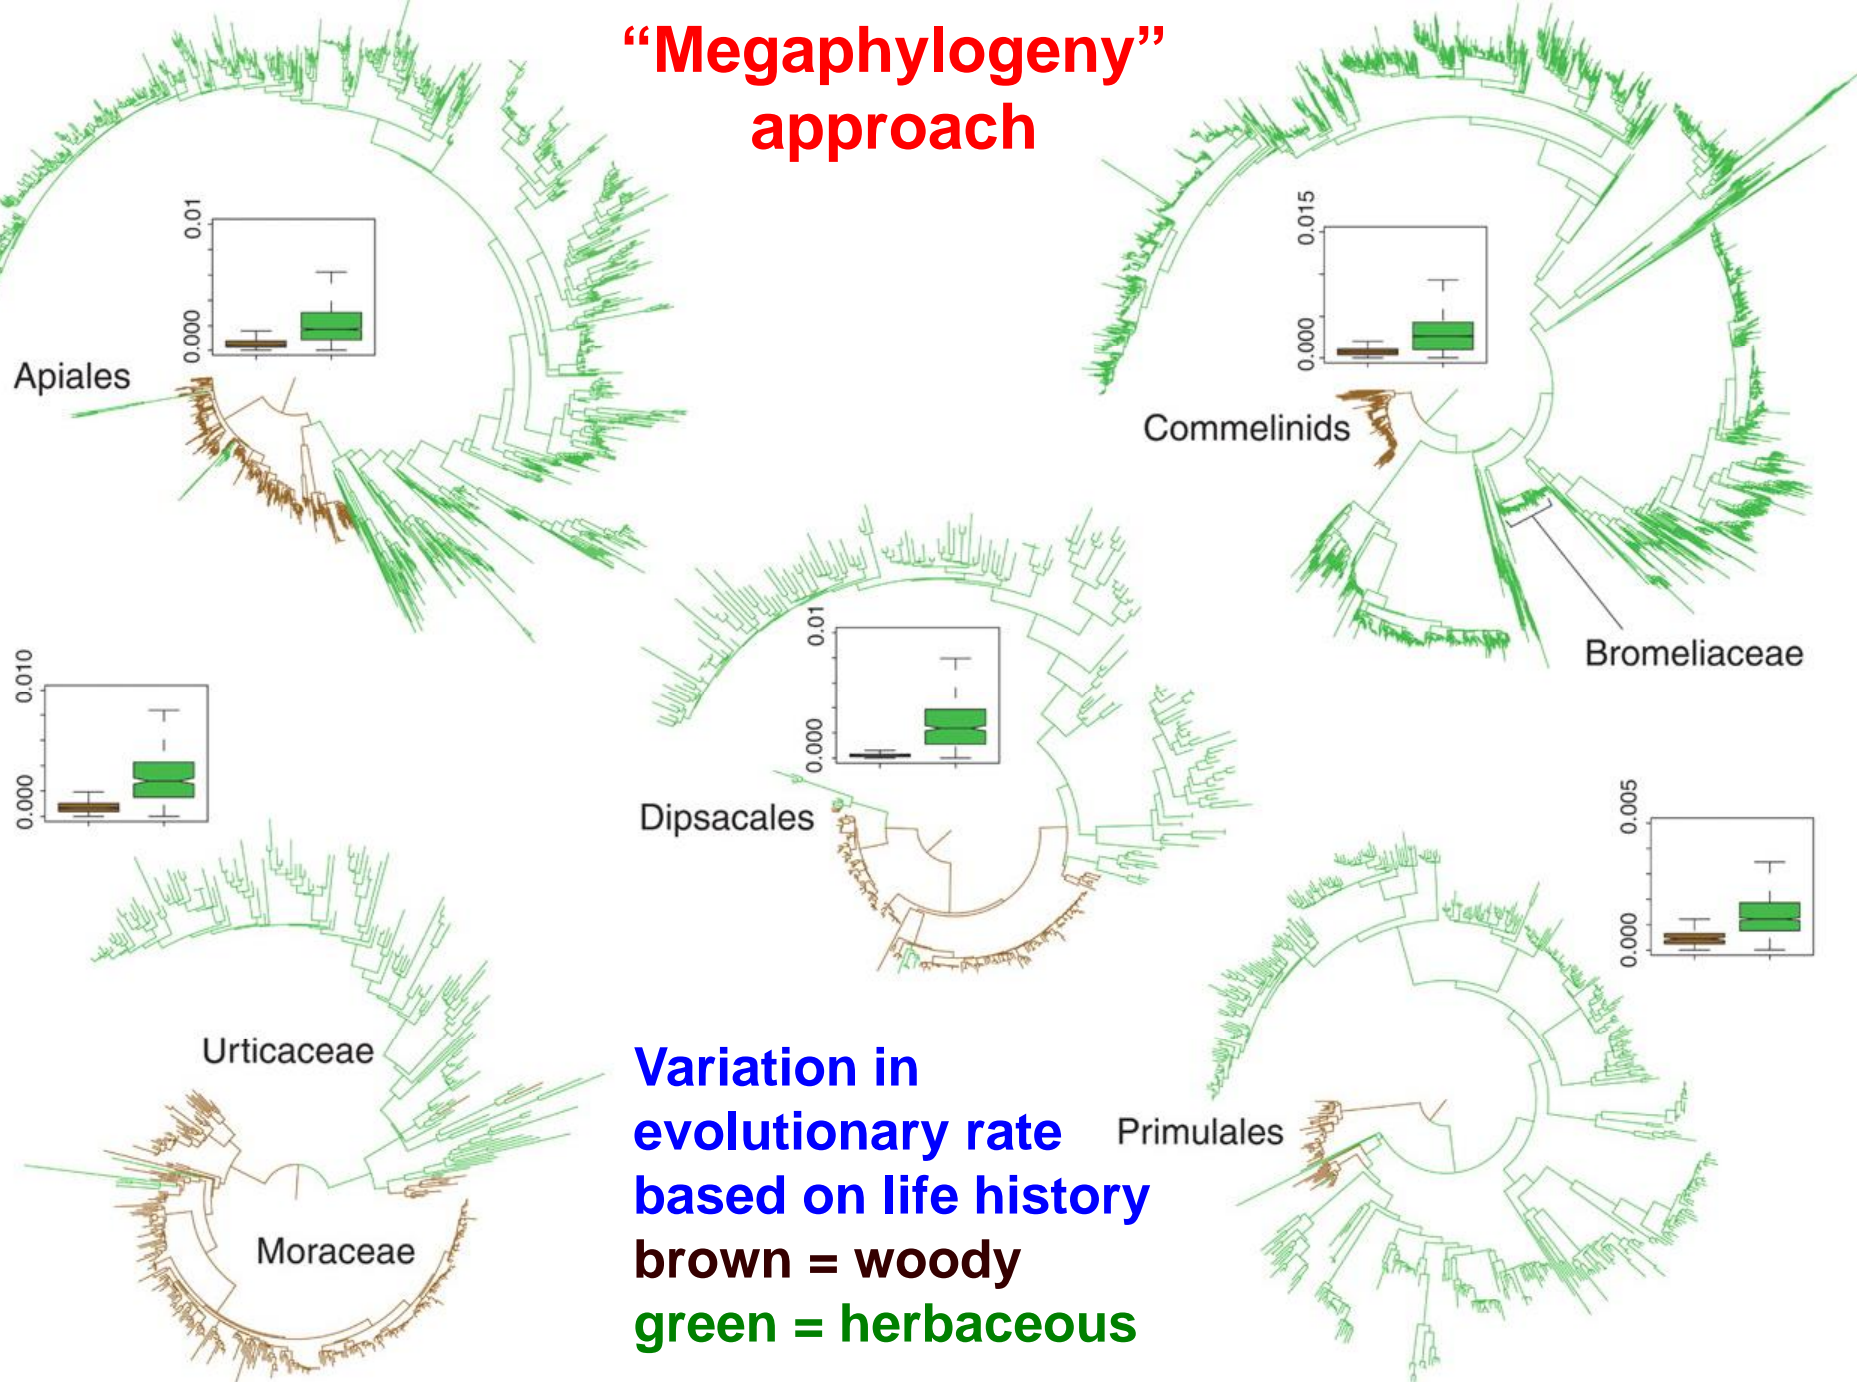 “Megaphylogeny”
approach
0.01
0.000
Apiales
0.015
0.000
Commelinids
Bromeliaceae
0.01
0.000
Dipsacales
0.010
0.000
Urticaceae
Moraceae
0.005
0.000
Primulales
Variation in
evolutionary rate
based on life history
brown = woody
green = herbaceous